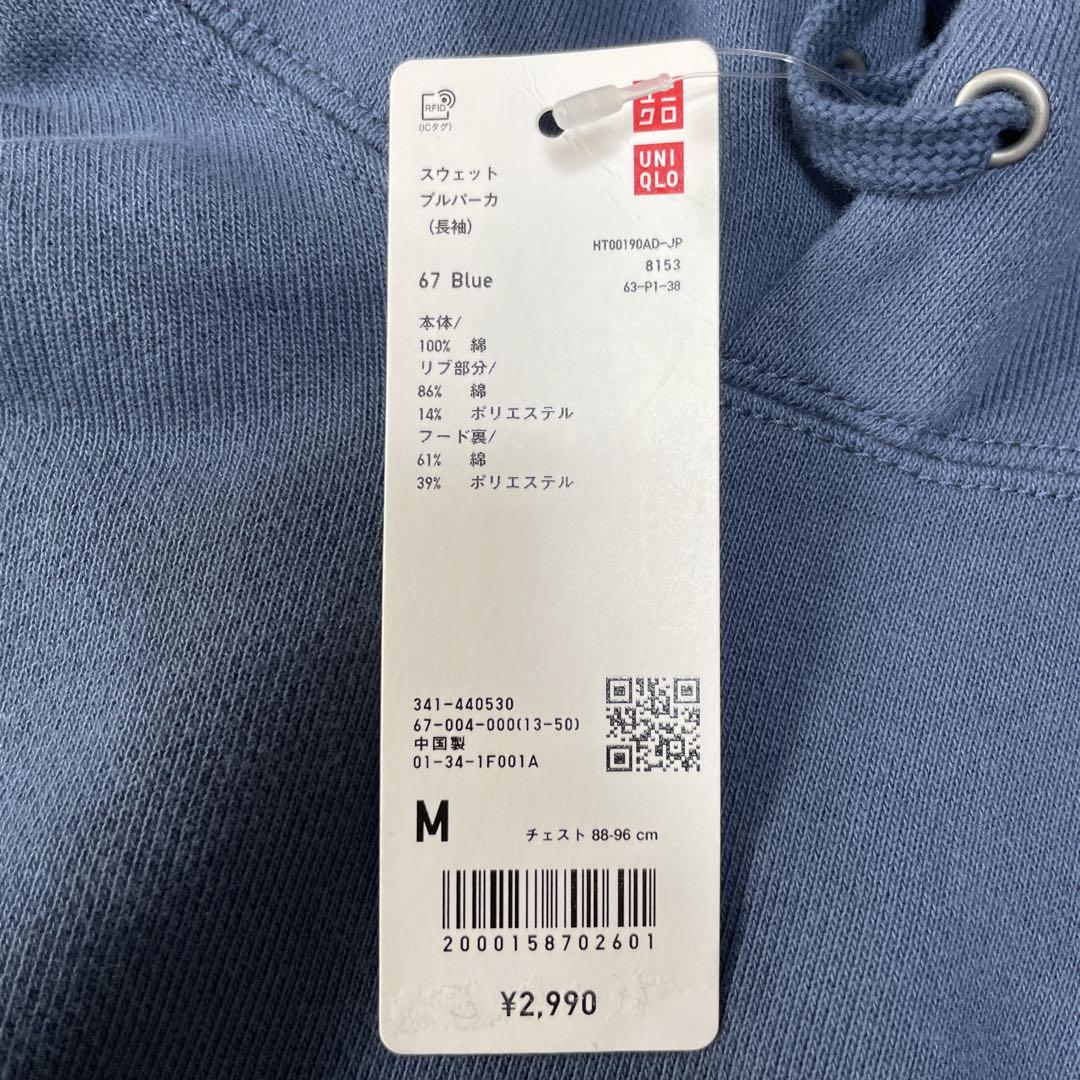 RFID
(ICタグ)
ユニ
クロ
UNI
QLO
スウェット
プルパーカ
(長袖)
HT00190AD-JP
8153
63-P1-38
67 Blue
本体/
100% 綿
リブ部分/
86% 綿
14% ポリエステル
フード裏/
61% 綿
39% ポリエステル
341-440530
67-004-000(13-50)
中国製
01-34-1F001A
M チェスト 88-96 cm
2000158702601
¥2,990